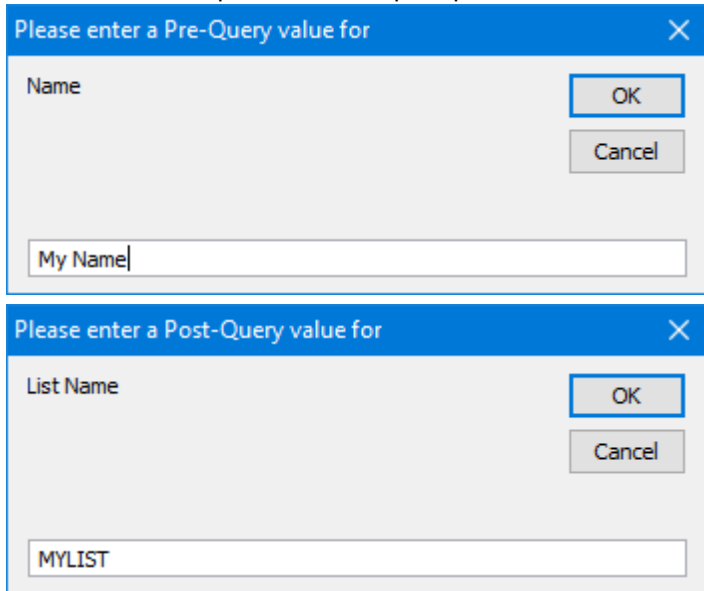 Please enter a Pre-Query value for
Name
OK
Cancel
My Name
Please enter a Post-Query value for
List Name
OK
Cancel
MYLIST